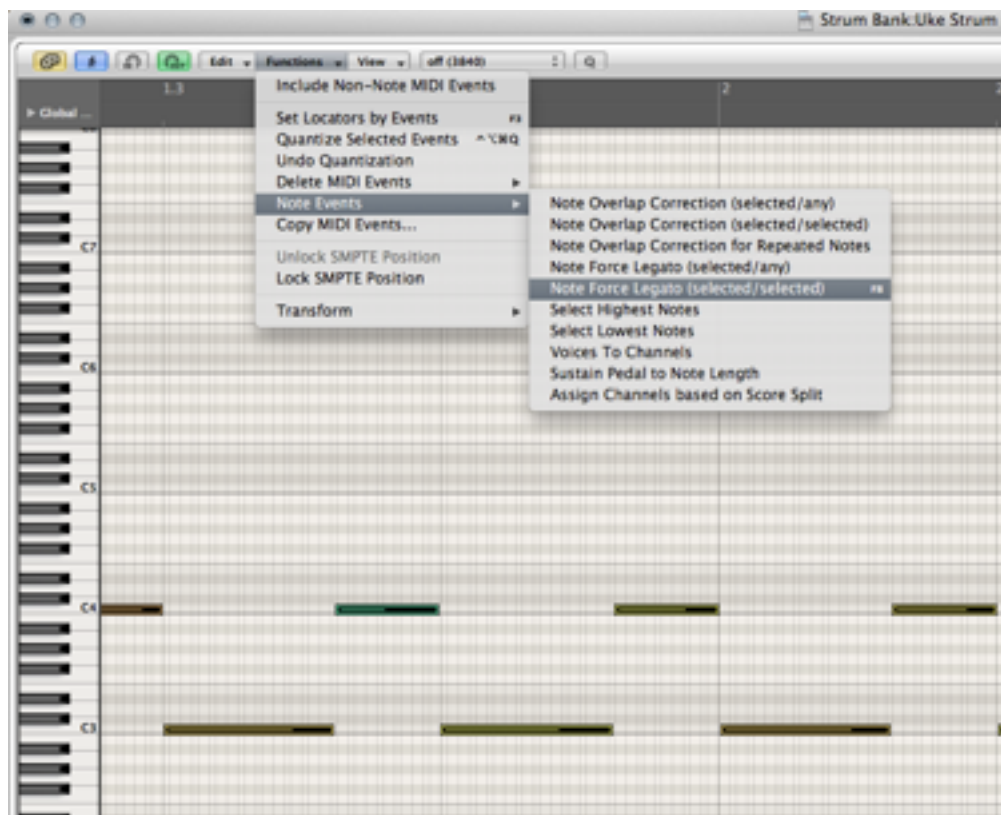 Strum Bank:Uke Strum
Edit Functions View off (3840) Q
Global ...
1.3 2
Include Non-Note MIDI Events
Set Locators by Events
Quantize Selected Events ^⌥⌘Q
Undo Quantization
Delete MIDI Events
Note Events
Copy MIDI Events...
Unlock SMPTE Position
Lock SMPTE Position
Transform
Note Overlap Correction (selected/any)
Note Overlap Correction (selected/selected)
Note Overlap Correction for Repeated Notes
Note Force Legato (selected/any)
Note Force Legato (selected/selected)
Select Highest Notes
Select Lowest Notes
Voices To Channels
Sustain Pedal to Note Length
Assign Channels based on Score Split
C7
C6
C5
C4
C3